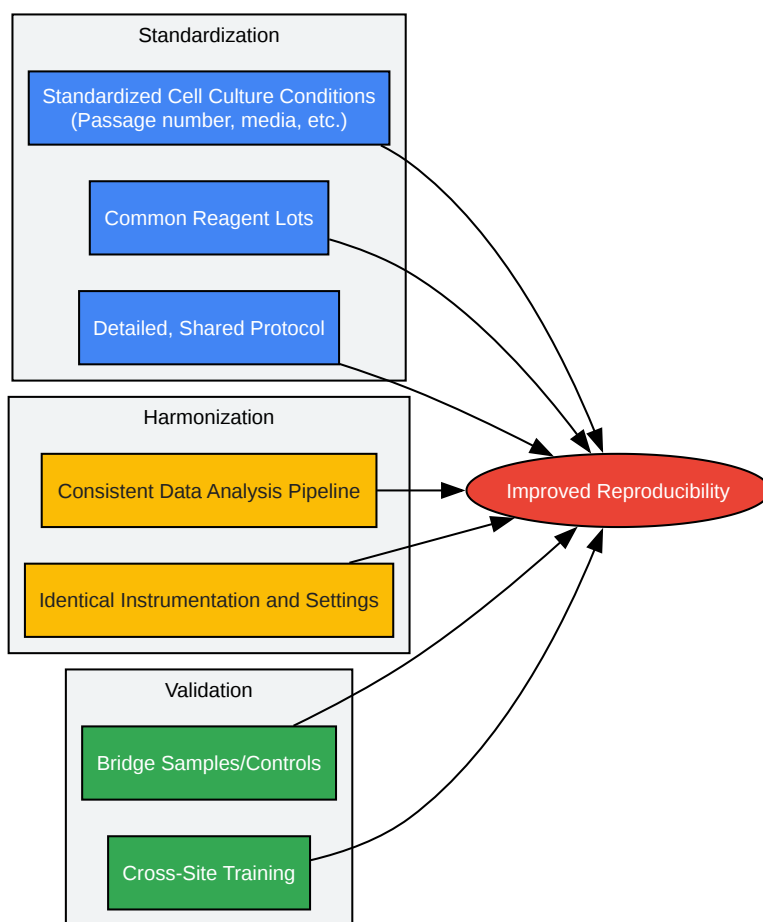 Standardization
Standardized Cell Culture Conditions
(Passage number, media, etc.)
Common Reagent Lots
Detailed, Shared Protocol
Harmonization
Consistent Data Analysis Pipeline
Identical Instrumentation and Settings
Validation
Bridge Samples/Controls
Cross-Site Training
Improved Reproducibility